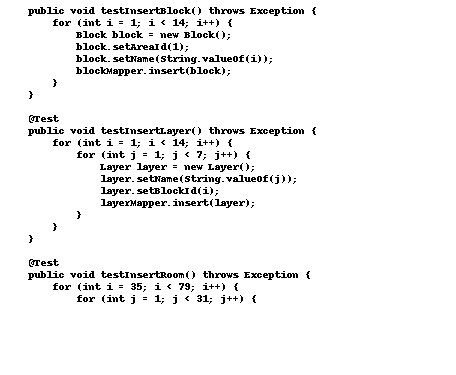 public void testInsertBlock() throws Exception {
for (int i = 1; i < 14; i++) {
Block block = new Block();
block.setAreaId(1);
block.setName(String.valueOf(i));
blockMapper.insert(block);
}
}
@Test
public void testInsertLayer() throws Exception {
for (int i = 1; i < 14; i++) {
for (int j = 1; j < 7; j++) {
Layer layer = new Layer();
layer.setName(String.valueOf(j));
layer.setBlockId(i);
layerMapper.insert(layer);
}
}
}
@Test
public void testInsertRoom() throws Exception {
for (int i = 35; i < 79; i++) {
for (int j = 1; j < 31; j++) {